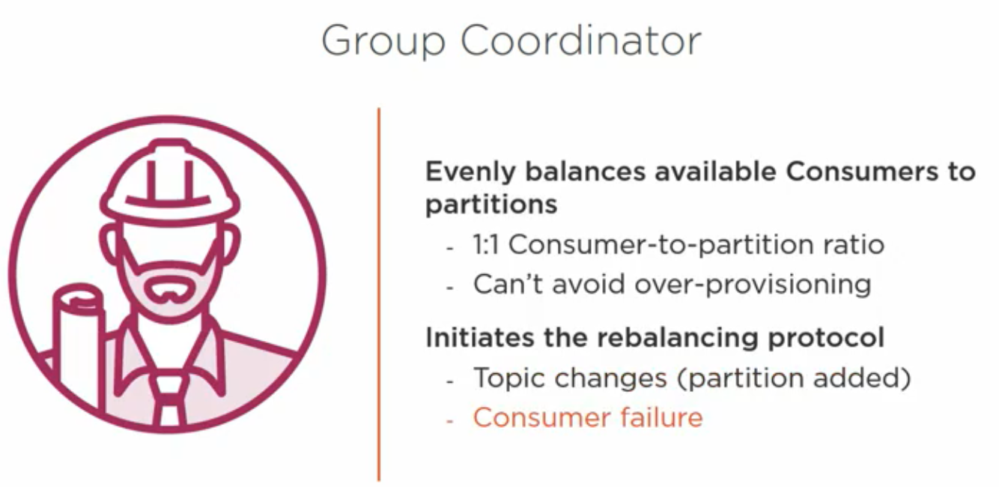 Group Coordinator
Evenly balances available Consumers to
partitions
- 1:1 Consumer-to-partition ratio
- Can't avoid over-provisioning
Initiates the rebalancing protocol
- Topic changes (partition added)
- Consumer failure